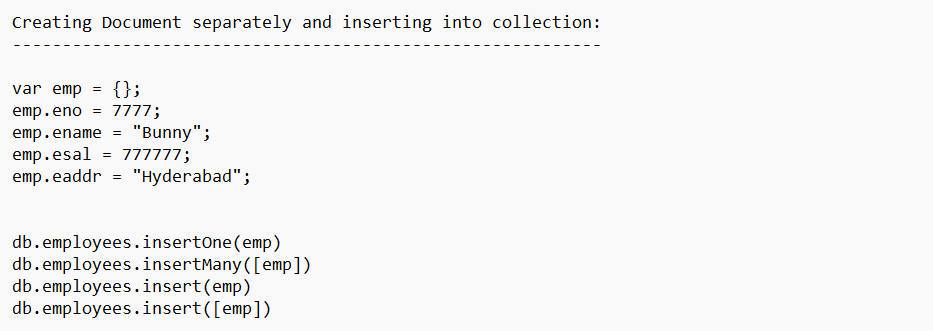 Creating Document separately and inserting into collection:
-----------------------------------------------------------
var emp = {};
emp.eno = 7777;
emp.ename = "Bunny";
emp.esal = 777777;
emp.eaddr = "Hyderabad";
db.employees.insertOne(emp)
db.employees.insertMany([emp])
db.employees.insert(emp)
db.employees.insert([emp])